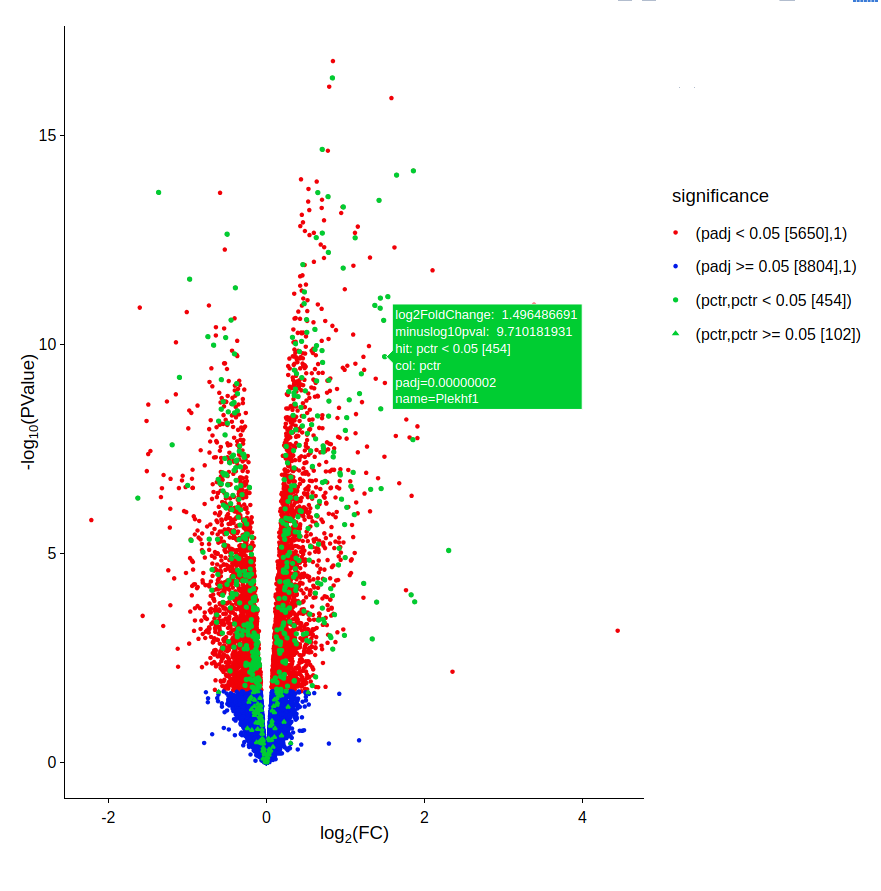 significance
(padj < 0.05 [5650],1)
(padj >= 0.05 [8804],1)
(pctr,pctr < 0.05 [454])
(pctr,pctr >= 0.05 [102])
-log10(PValue)
15
10
5
0
log2FoldChange: 1.496486691
minuslog10pval: 9.710181931
hit: pctr < 0.05 [454]
col: pctr
padj=0.00000002
name=Plekhf1
-2
0
2
4
log2(FC)